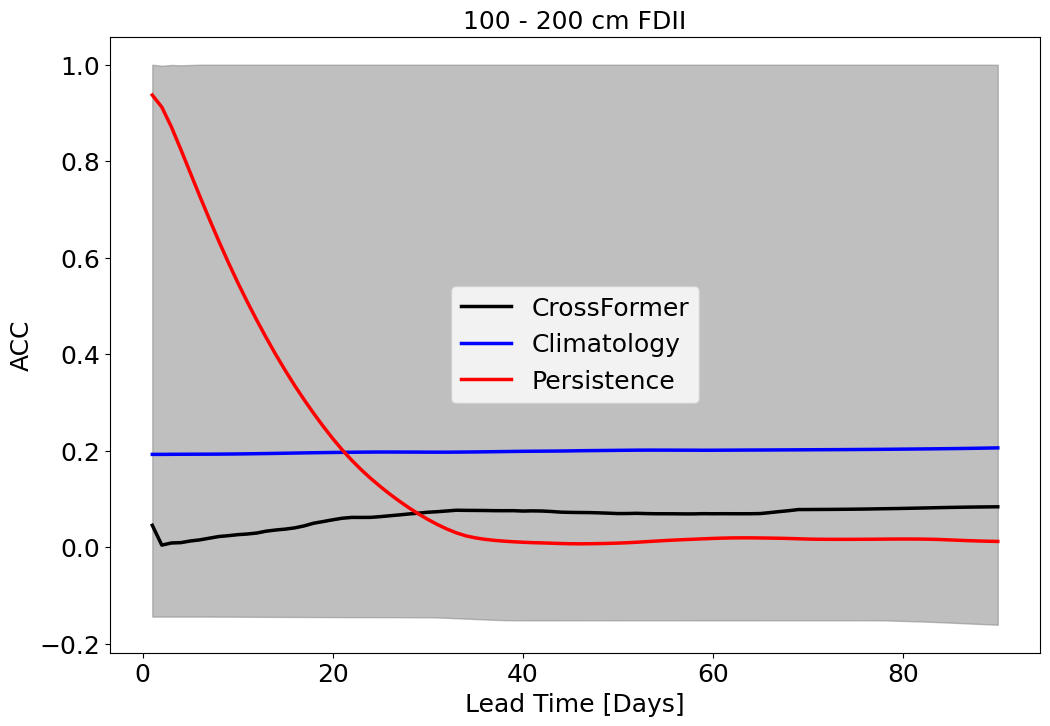 100 - 200 cm FDII
1.0
0.8
0.6
0.4
0.2
0.0
−0.2
ACC
CrossFormer
Climatology
Persistence
0 20 40 60 80
Lead Time [Days]